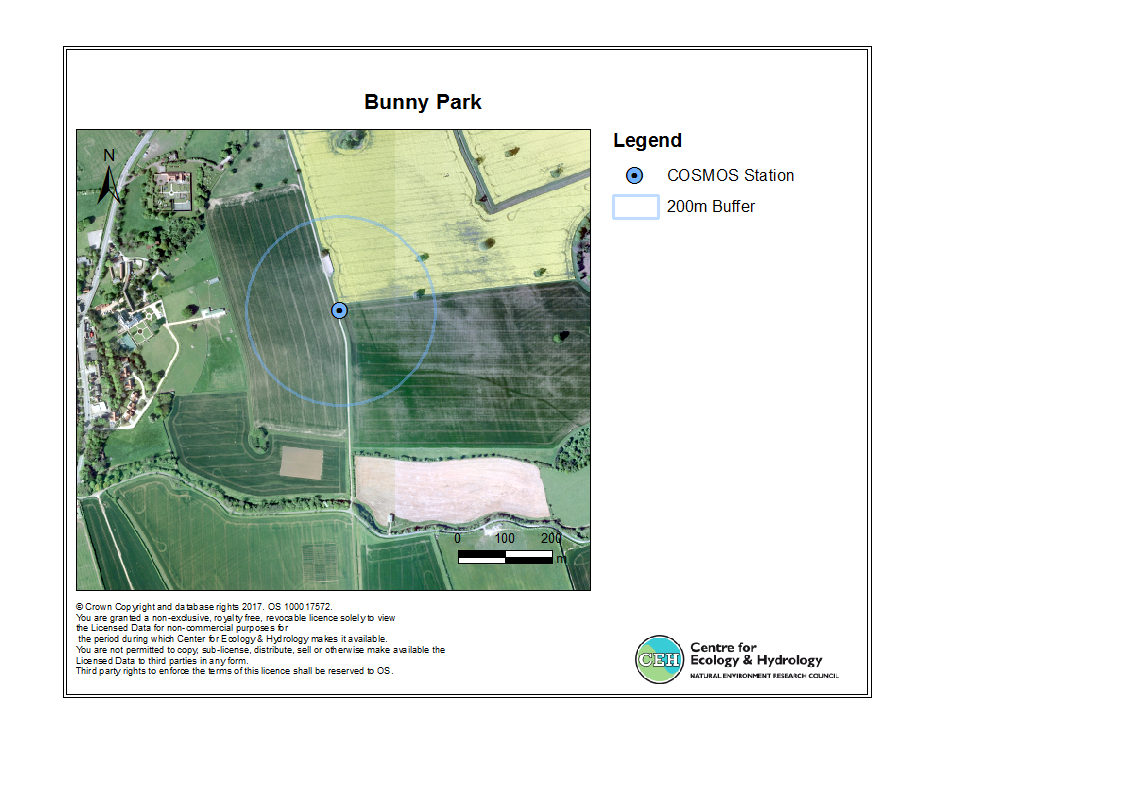 Bunny Park
N
Legend
COSMOS Station
200m Buffer
0 100 200
m
© Crown Copyright and database rights 2017. OS 100017572.
You are granted a non-exclusive, royalty free, revocable licence solely to view
the Licensed Data for non-commercial purposes for
the period during which Center for Ecology & Hydrology makes it available.
You are not permitted to copy, sub-license, distribute, sell or otherwise make available the
Licensed Data to third parties in any form.
Third party rights to enforce the terms of this licence shall be reserved to OS.
CEH
Centre for
Ecology & Hydrology
NATURAL ENVIRONMENT RESEARCH COUNCIL